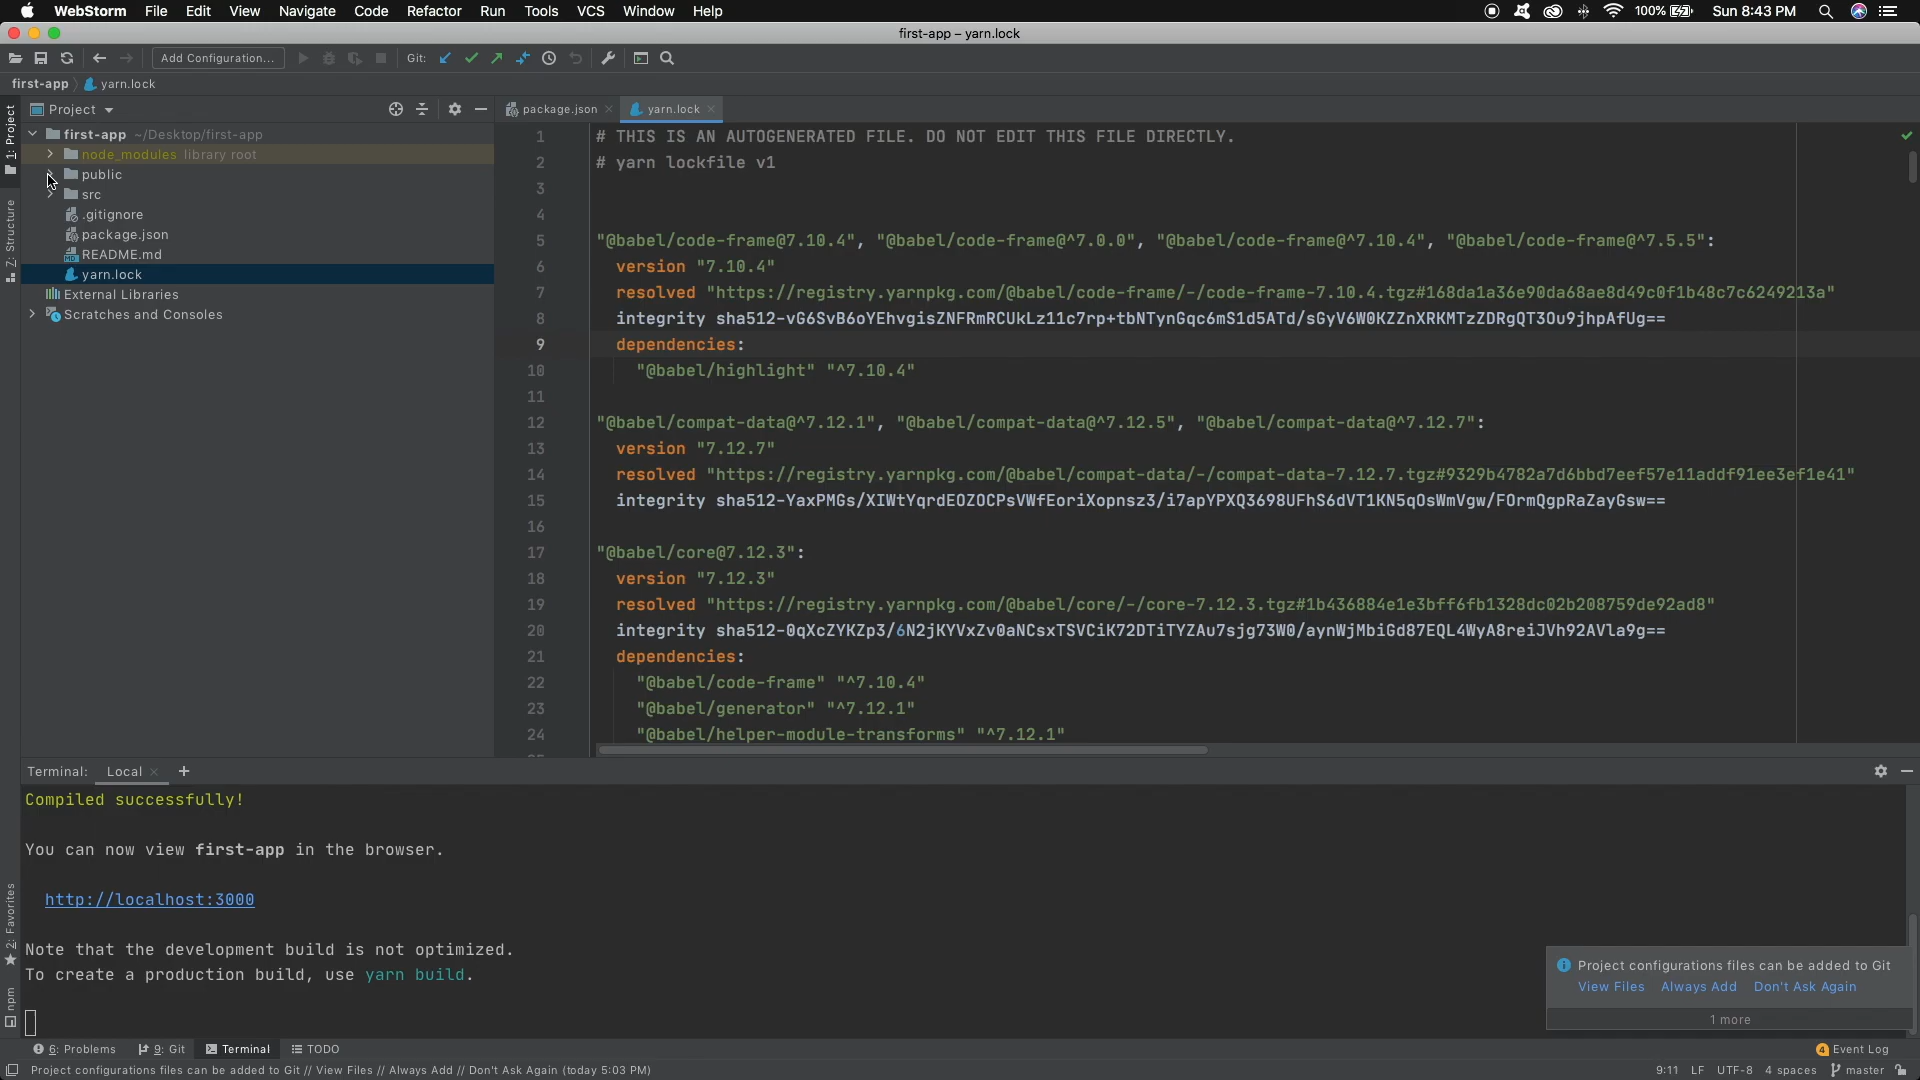 WebStorm File Edit View Navigate Code Refactor Run Tools VCS Window Help 100% Sun 8:43 PM
first-app – yarn.lock
Add Configuration... Git:
first-app yarn.lock
Project package.json yarn.lock
1: Project
Z: Structure
2: Favorites
npm
first-app ~/Desktop/first-app
node_modules library root
public
src
.gitignore
package.json
README.md
yarn.lock
External Libraries
Scratches and Consoles
1 # THIS IS AN AUTOGENERATED FILE. DO NOT EDIT THIS FILE DIRECTLY.
2 # yarn lockfile v1
3
4
5 "@babel/code-frame@7.10.4", "@babel/code-frame@^7.0.0", "@babel/code-frame@^7.10.4", "@babel/code-frame@^7.5.5":
6 version "7.10.4"
7 resolved "https://registry.yarnpkg.com/@babel/code-frame/-/code-frame-7.10.4.tgz#168da1a36e90da68ae8d49c0f1b48c7c6249213a"
8 integrity sha512-vG6SvB6oYEhvgisZNFRmRCUkLz11c7rp+tbNTynGqc6mS1d5ATd/sGyV6W0KZZnXRKMTzZDRgQT3Ou9jhpAfUg==
9 dependencies:
10 "@babel/highlight" "^7.10.4"
11
12 "@babel/compat-data@^7.12.1", "@babel/compat-data@^7.12.5", "@babel/compat-data@^7.12.7":
13 version "7.12.7"
14 resolved "https://registry.yarnpkg.com/@babel/compat-data/-/compat-data-7.12.7.tgz#9329b4782a7d6bbd7eef57e11addf91ee3ef1e41"
15 integrity sha512-YaxPMGs/XIWtYqrdEOZOCPsVWfEoriXopnsz3/i7apYPXQ3698UFhS6dVT1KN5qOsWmVgw/FOrmQgpRaZayGsw==
16
17 "@babel/core@7.12.3":
18 version "7.12.3"
19 resolved "https://registry.yarnpkg.com/@babel/core/-/core-7.12.3.tgz#1b436884e1e3bff6fb1328dc02b208759de92ad8"
20 integrity sha512-0qXcZYKZp3/6N2jKYVxZv0aNCsxTSVCiK72DTiTYZAu7sjg73W0/aynWjMbiGd87EQL4WyA8reiJVh92AVla9g==
21 dependencies:
22 "@babel/code-frame" "^7.10.4"
23 "@babel/generator" "^7.12.1"
24 "@babel/helper-module-transforms" "^7.12.1"
Terminal: Local
Compiled successfully!
You can now view first-app in the browser.
http://localhost:3000
Note that the development build is not optimized.
To create a production build, use yarn build.
Project configurations files can be added to Git
View Files Always Add Don't Ask Again
1 more
6: Problems 9: Git Terminal TODO 4 Event Log
Project configurations files can be added to Git // View Files // Always Add // Don't Ask Again (today 5:03 PM) 9:11 LF UTF-8 4 spaces master